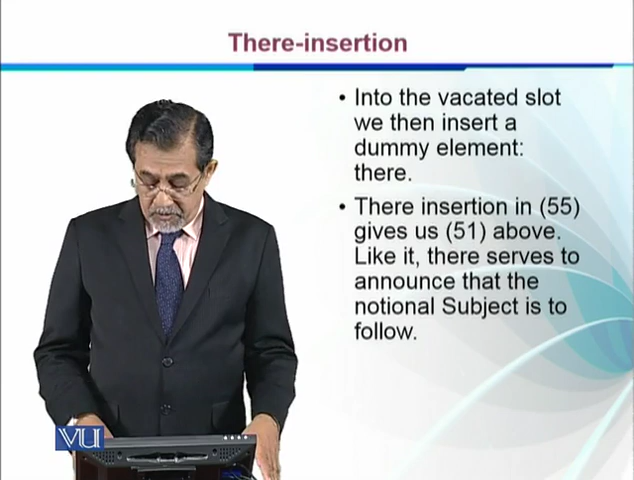 There-insertion
• Into the vacated slot
we then insert a
dummy element:
there.
• There insertion in (55)
gives us (51) above.
Like it, there serves to
announce that the
notional Subject is to
follow.
VU